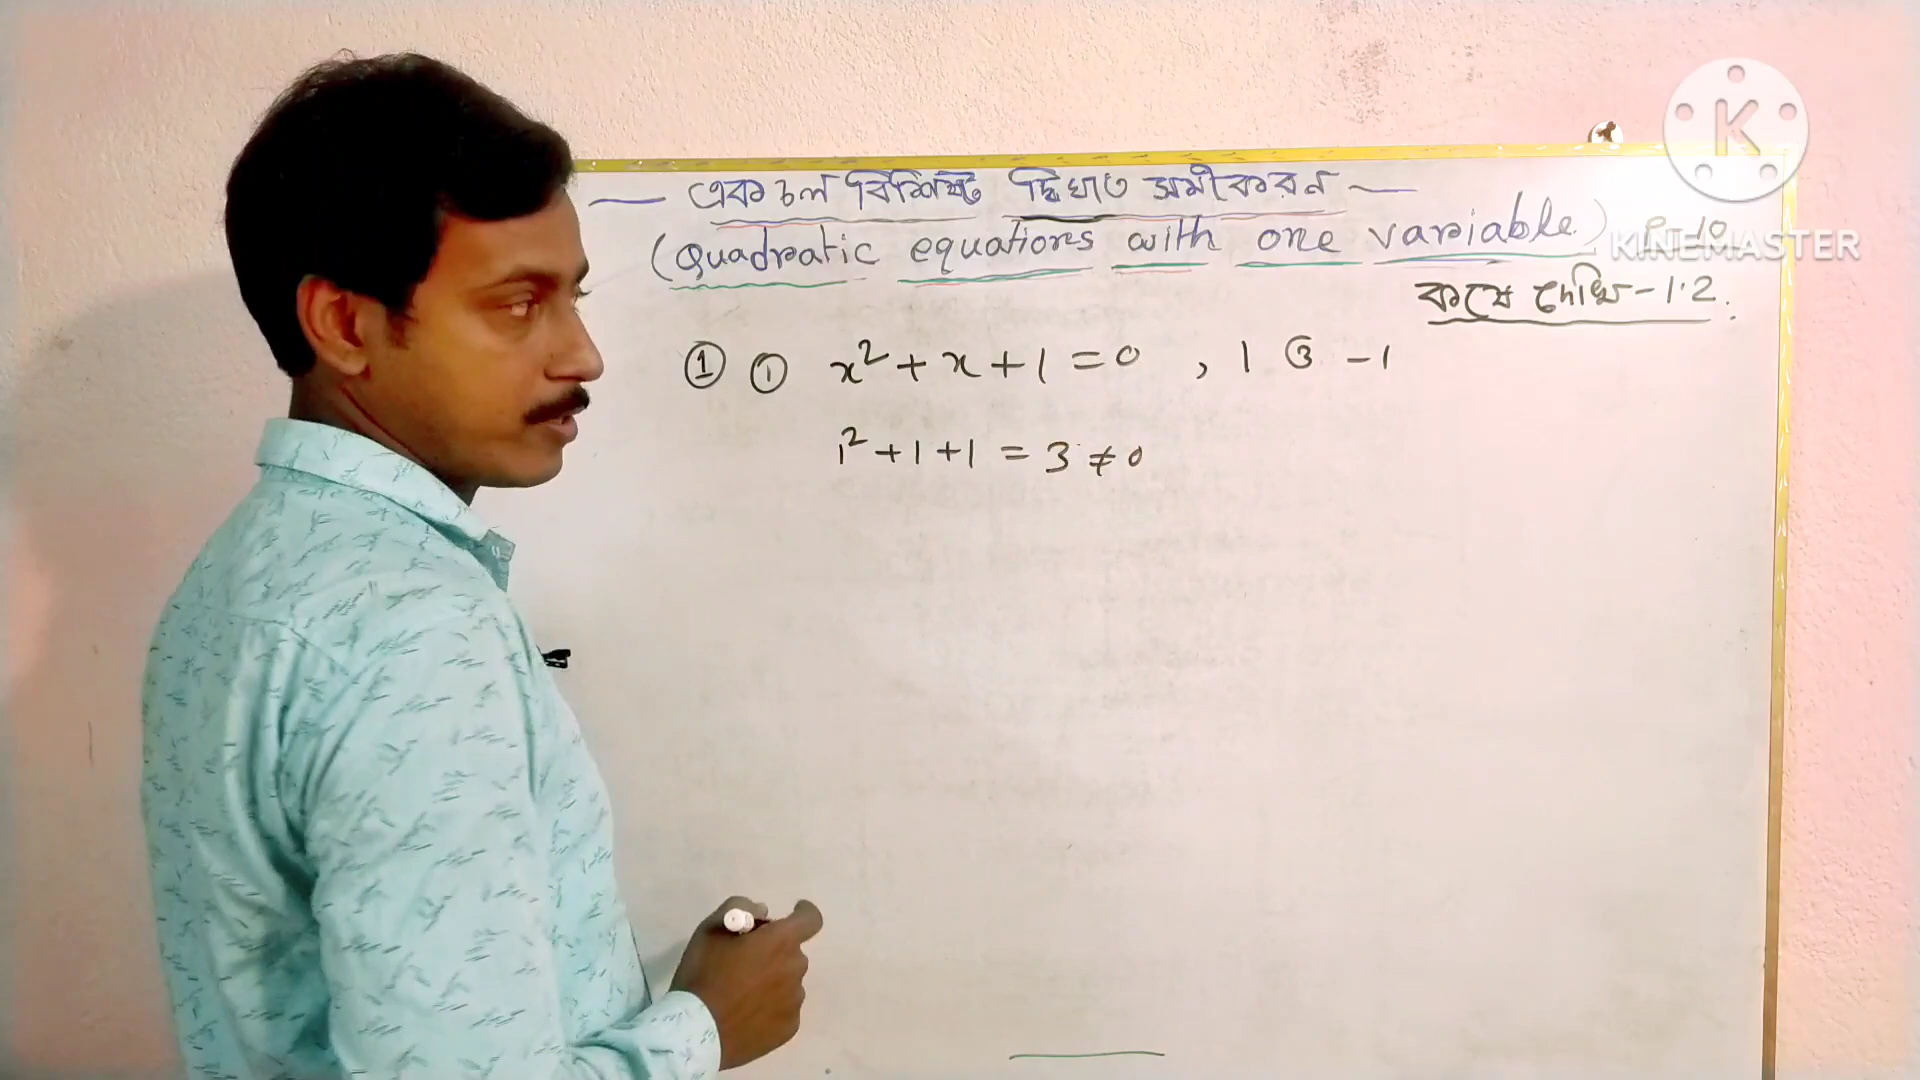 — একচল বিশিষ্ট দ্বিঘাত সমীকরন —
(Quadratic equations with one variable) P-10
KINEMASTER
কষে দেখি - 1.2.
① ① x² + x + 1 = 0 , 1 ও -1
1² + 1 + 1 = 3 ≠ 0